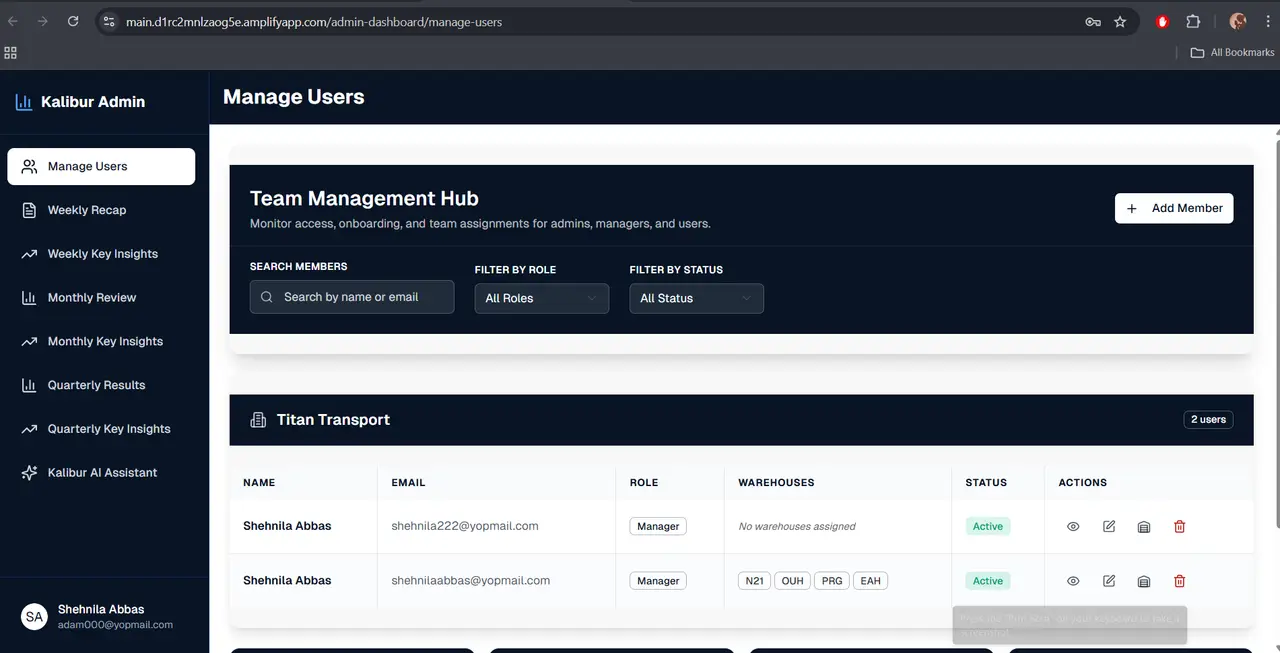 main.d1rc2mnlzaog5e.amplifyapp.com/admin-dashboard/manage-users
All Bookmarks
Kalibur Admin
Manage Users
Weekly Recap
Weekly Key Insights
Monthly Review
Monthly Key Insights
Quarterly Results
Quarterly Key Insights
Kalibur AI Assistant
SA
Shehnila Abbas
adam000@yopmail.com
Manage Users
Team Management Hub
Monitor access, onboarding, and team assignments for admins, managers, and users.
Add Member
SEARCH MEMBERS
Search by name or email
FILTER BY ROLE
All Roles
FILTER BY STATUS
All Status
Titan Transport
2 users
NAME EMAIL ROLE WAREHOUSES STATUS ACTIONS
Shehnila Abbas shehnila222@yopmail.com Manager No warehouses assigned Active
Shehnila Abbas shehnilaabbas@yopmail.com Manager N21 OUH PRG EAH Active